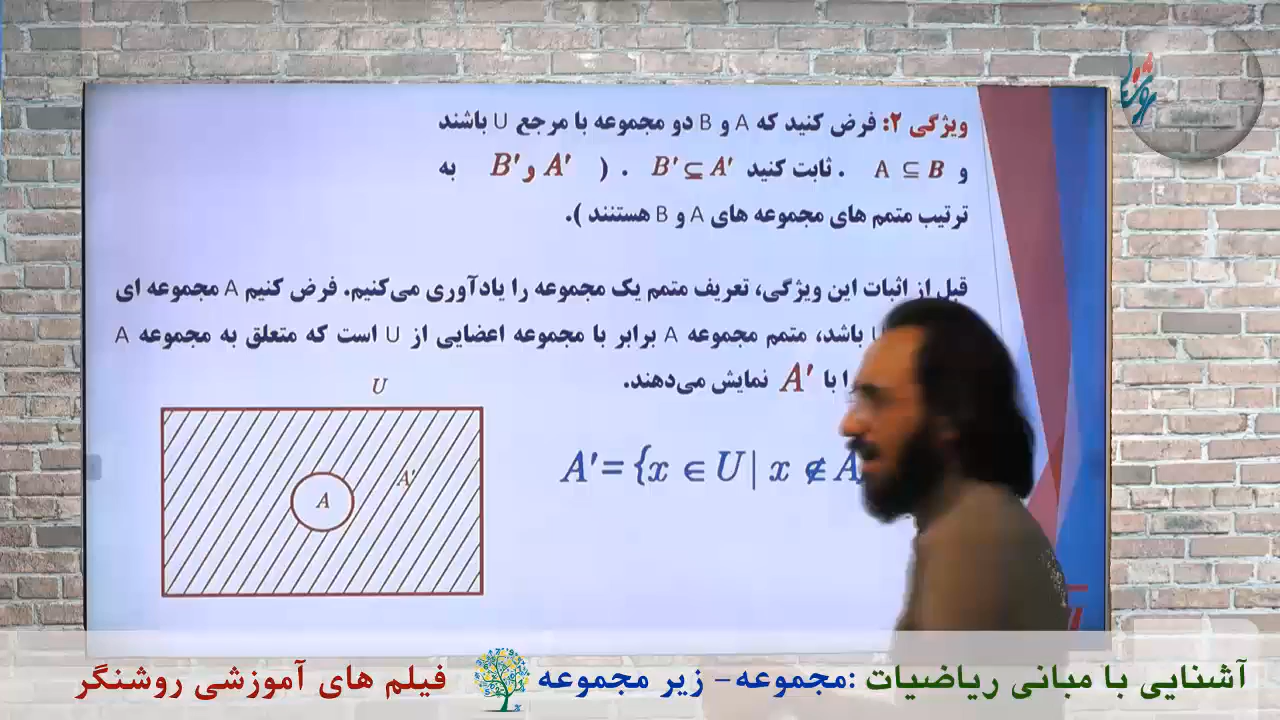 ویژگی ۲: فرض کنید که A و B دو مجموعه با مرجع U باشند
و A ⊆ B . ثابت کنید B′ ⊆ A′ . ( A′ و B′ به
ترتیب متمم های مجموعه های A و B هستنند ).
قبل از اثبات این ویژگی، تعریف متمم یک مجموعه را یادآوری می‌کنیم. فرض کنیم A مجموعه ای
U باشد، متمم مجموعه A برابر با مجموعه اعضایی از U است که متعلق به مجموعه A
را با A′ نمایش می‌دهند.
U
A′ = {x ∈ U | x ∉ A
A′
A
آشنایی با مبانی ریاضیات :مجموعه- زیر مجموعه
فیلم های آموزشی روشنگر